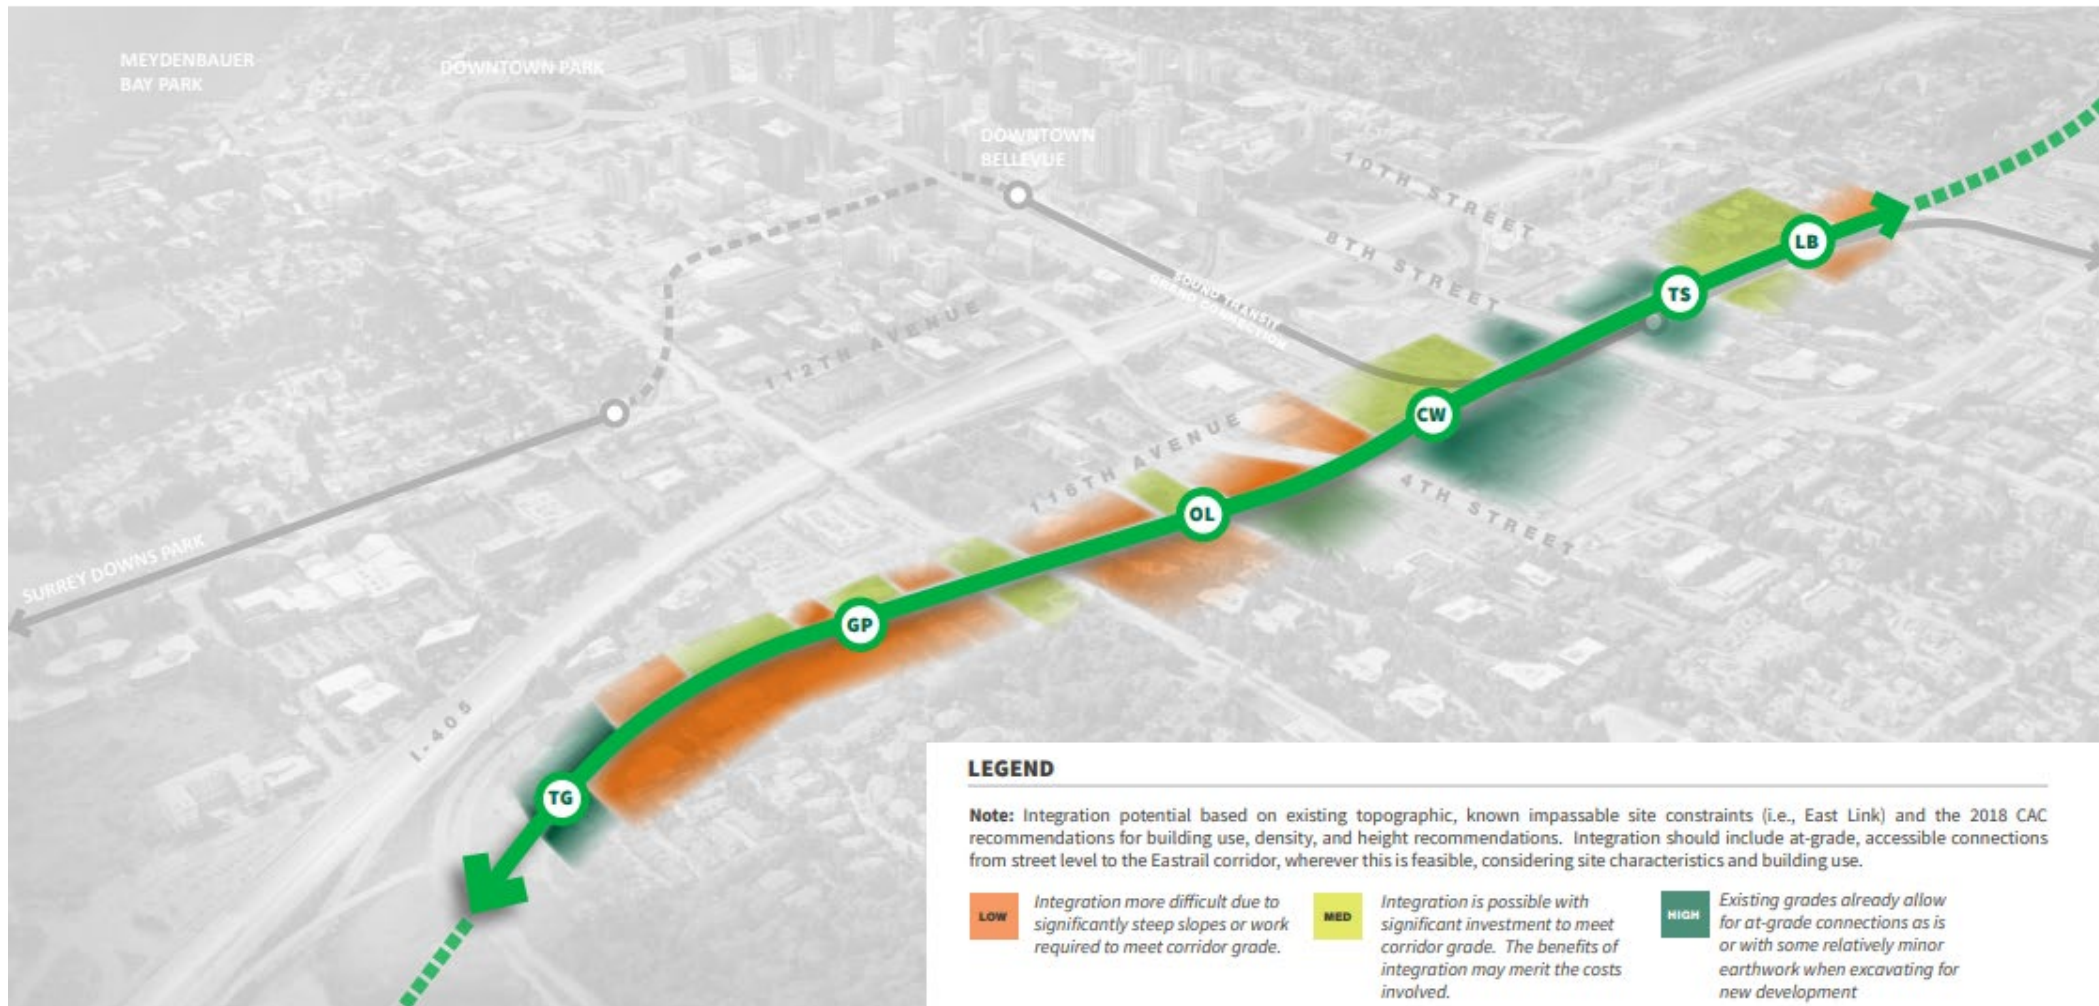 MEYDENBAUER
BAY PARK
DOWNTOWN PARK
DOWNTOWN
BELLEVUE
10TH STREET
8TH STREET
SOUND TRANSIT
GRAND CONNECTION
112TH AVENUE
116TH AVENUE
4TH STREET
SURREY DOWNS PARK
I-405
LB
TS
CW
OL
GP
TG
LEGEND
Note: Integration potential based on existing topographic, known impassable site constraints (i.e., East Link) and the 2018 CAC
recommendations for building use, density, and height recommendations. Integration should include at-grade, accessible connections
from street level to the Eastrail corridor, wherever this is feasible, considering site characteristics and building use.
LOW
Integration more difficult due to
significantly steep slopes or work
required to meet corridor grade.
MED
Integration is possible with
significant investment to meet
corridor grade. The benefits of
integration may merit the costs
involved.
HIGH
Existing grades already allow
for at-grade connections as is
or with some relatively minor
earthwork when excavating for
new development